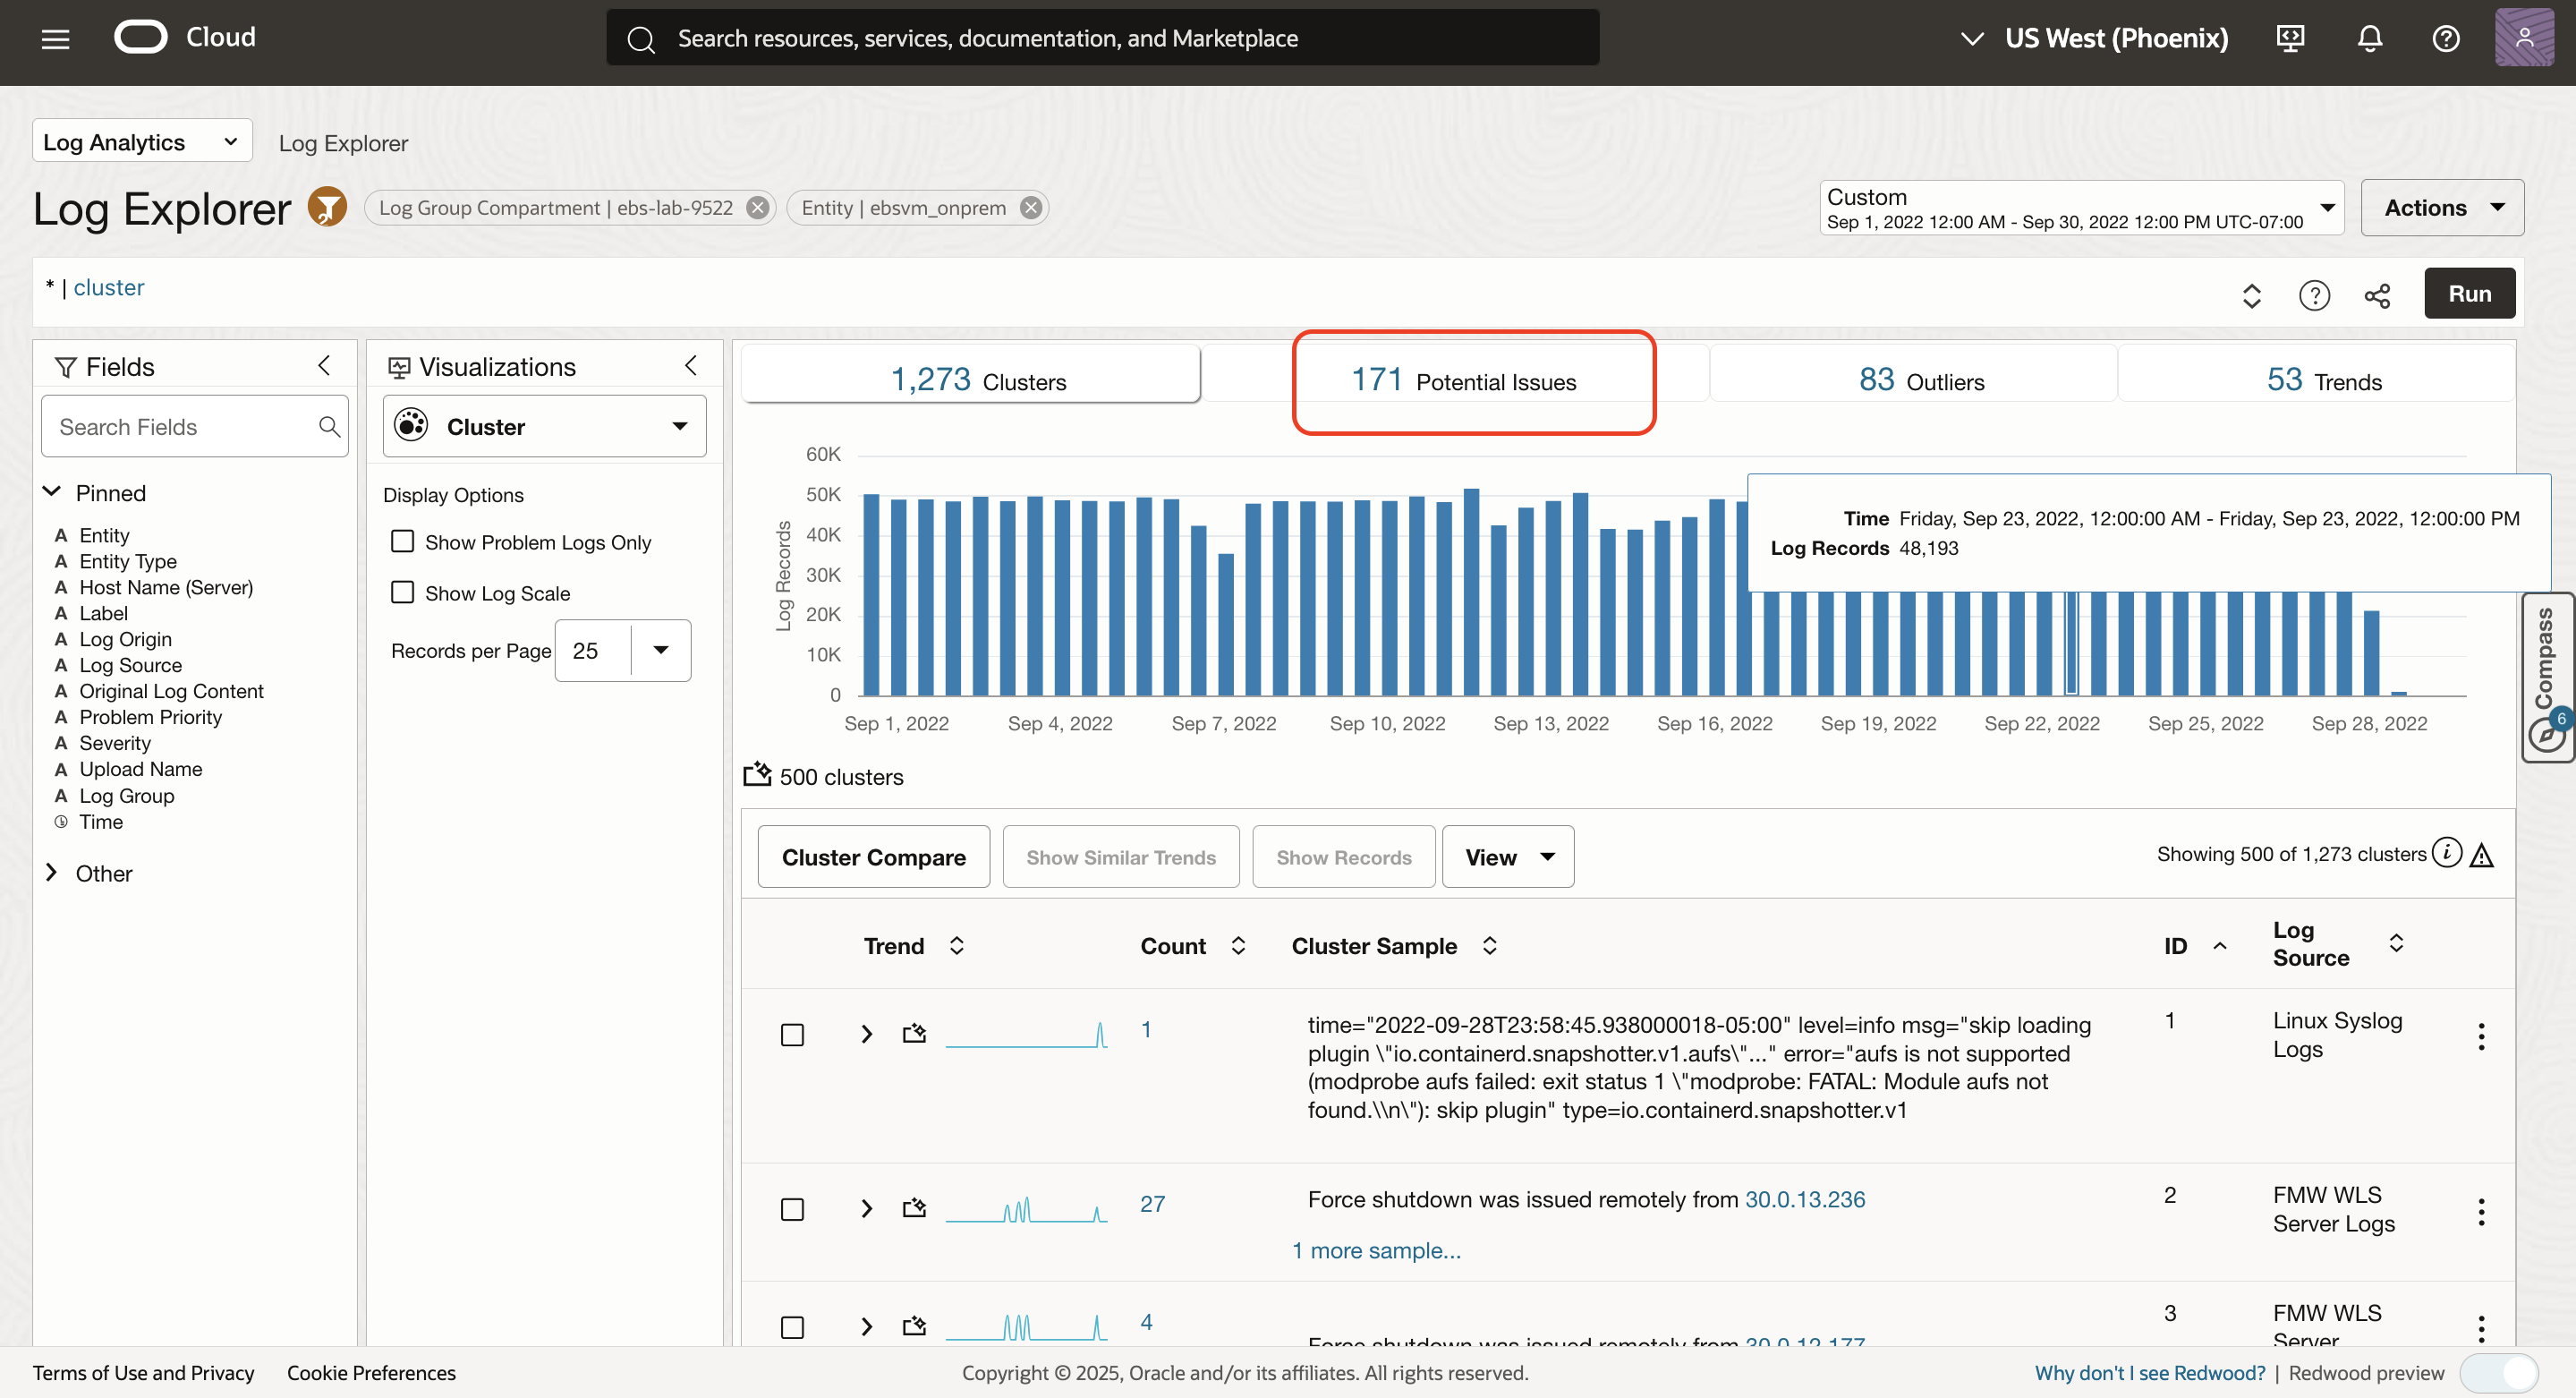 Cloud
Search resources, services, documentation, and Marketplace
US West (Phoenix)
Log Analytics
Log Explorer
Log Explorer
2
Log Group Compartment | ebs-lab-9522
Entity | ebsvm_onprem
Custom
Sep 1, 2022 12:00 AM - Sep 30, 2022 12:00 PM UTC-07:00
Actions
* | cluster
Run
Fields
Search Fields
Pinned
A Entity
A Entity Type
A Host Name (Server)
A Label
A Log Origin
A Log Source
A Original Log Content
A Problem Priority
A Severity
A Upload Name
A Log Group
Time
Other
Visualizations
Cluster
Display Options
Show Problem Logs Only
Show Log Scale
Records per Page 25
1,273 Clusters
171 Potential Issues
83 Outliers
53 Trends
Log Records
60K
50K
40K
30K
20K
10K
0
Sep 1, 2022
Sep 4, 2022
Sep 7, 2022
Sep 10, 2022
Sep 13, 2022
Sep 16, 2022
Sep 19, 2022
Sep 22, 2022
Sep 25, 2022
Sep 28, 2022
Time Friday, Sep 23, 2022, 12:00:00 AM - Friday, Sep 23, 2022, 12:00:00 PM
Log Records 48,193
Compass
6
500 clusters
Cluster Compare
Show Similar Trends
Show Records
View
Showing 500 of 1,273 clusters
Trend
Count
Cluster Sample
ID
Log
Source
1
time="2022-09-28T23:58:45.938000018-05:00" level=info msg="skip loading
plugin \"io.containerd.snapshotter.v1.aufs\"..." error="aufs is not supported
(modprobe aufs failed: exit status 1 \"modprobe: FATAL: Module aufs not
found.\\n\"): skip plugin" type=io.containerd.snapshotter.v1
1
Linux Syslog
Logs
27
Force shutdown was issued remotely from 30.0.13.236
1 more sample...
2
FMW WLS
Server Logs
4
Force shutdown was issued remotely from 30.0.12.177
3
FMW WLS
Server
Terms of Use and Privacy
Cookie Preferences
Copyright © 2025, Oracle and/or its affiliates. All rights reserved.
Why don't I see Redwood? | Redwood preview